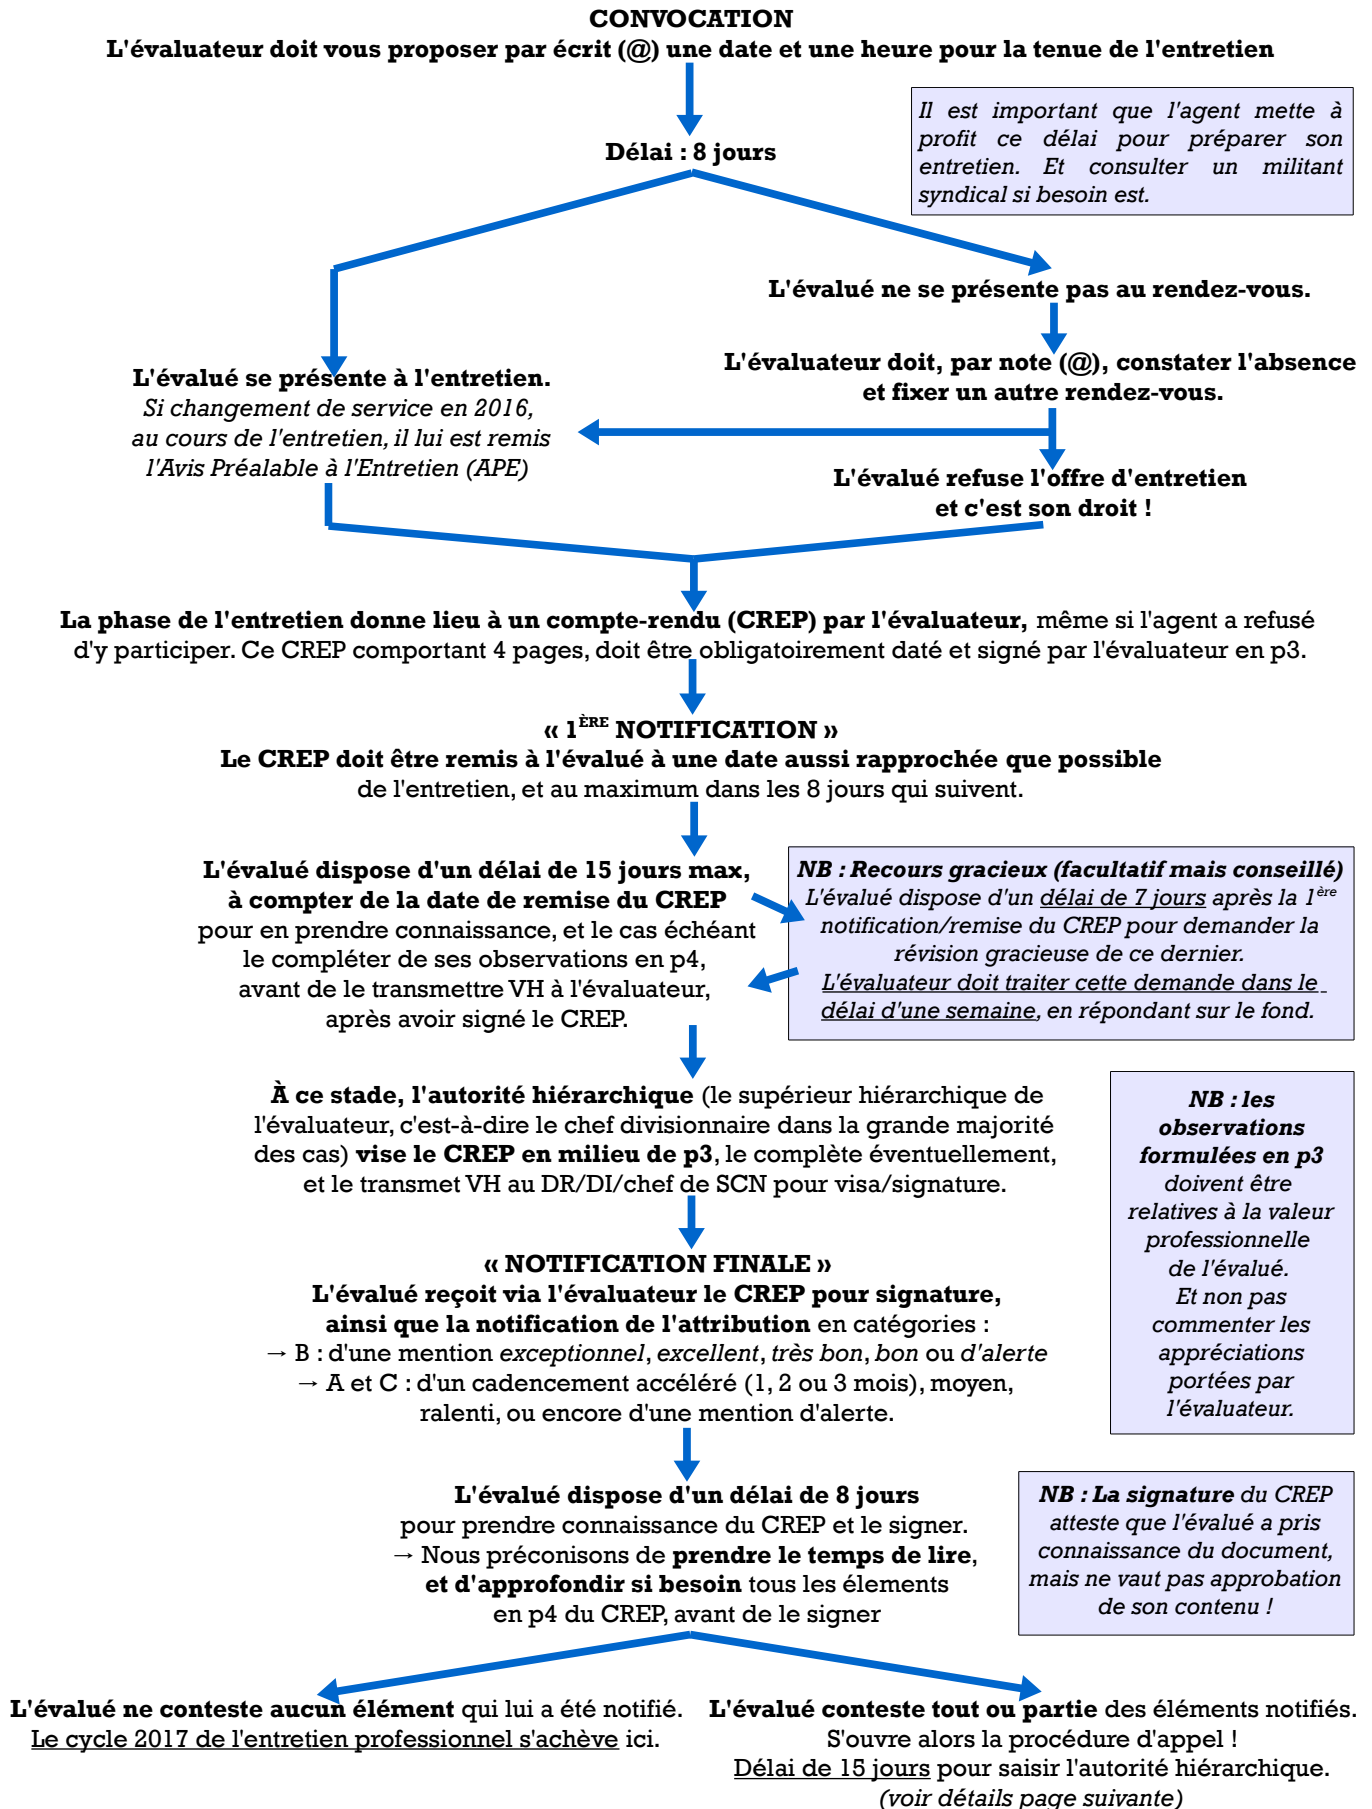 CONVOCATION
L'évaluateur doit vous proposer par écrit (@) une date et une heure pour la tenue de l'entretien
Il est important que l'agent mette à
profit ce délai pour préparer son
entretien. Et consulter un militant
syndical si besoin est.
Délai : 8 jours
L'évalué ne se présente pas au rendez-vous.
L'évaluateur doit, par note (@), constater l'absence
et fixer un autre rendez-vous.
L'évalué se présente à l'entretien.
Si changement de service en 2016,
au cours de l'entretien, il lui est remis
l'Avis Préalable à l'Entretien (APE)
L'évalué refuse l'offre d'entretien
et c'est son droit !
La phase de l'entretien donne lieu à un compte-rendu (CREP) par l'évaluateur, même si l'agent a refusé
d'y participer. Ce CREP comportant 4 pages, doit être obligatoirement daté et signé par l'évaluateur en p3.
« 1ÈRE NOTIFICATION »
Le CREP doit être remis à l'évalué à une date aussi rapprochée que possible
de l'entretien, et au maximum dans les 8 jours qui suivent.
L'évalué dispose d'un délai de 15 jours max,
à compter de la date de remise du CREP
pour en prendre connaissance, et le cas échéant
le compléter de ses observations en p4,
avant de le transmettre VH à l'évaluateur,
après avoir signé le CREP.
NB : Recours gracieux (facultatif mais conseillé)
L'évalué dispose d'un délai de 7 jours après la 1ère
notification/remise du CREP pour demander la
révision gracieuse de ce dernier.
L'évaluateur doit traiter cette demande dans le
délai d'une semaine, en répondant sur le fond.
À ce stade, l'autorité hiérarchique (le supérieur hiérarchique de
l'évaluateur, c'est-à-dire le chef divisionnaire dans la grande majorité
des cas) vise le CREP en milieu de p3, le complète éventuellement,
et le transmet VH au DR/DI/chef de SCN pour visa/signature.
NB : les
observations
formulées en p3
doivent être
relatives à la valeur
professionnelle
de l'évalué.
Et non pas
commenter les
appréciations
portées par
l'évaluateur.
« NOTIFICATION FINALE »
L'évalué reçoit via l'évaluateur le CREP pour signature,
ainsi que la notification de l'attribution en catégories :
→ B : d'une mention exceptionnel, excellent, très bon, bon ou d'alerte
→ A et C : d'un cadencement accéléré (1, 2 ou 3 mois), moyen,
ralenti, ou encore d'une mention d'alerte.
L'évalué dispose d'un délai de 8 jours
pour prendre connaissance du CREP et le signer.
→ Nous préconisons de prendre le temps de lire,
et d'approfondir si besoin tous les élements
en p4 du CREP, avant de le signer
NB : La signature du CREP
atteste que l'évalué a pris
connaissance du document,
mais ne vaut pas approbation
de son contenu !
L'évalué ne conteste aucun élément qui lui a été notifié.
Le cycle 2017 de l'entretien professionnel s'achève ici.
L'évalué conteste tout ou partie des éléments notifiés.
S'ouvre alors la procédure d'appel !
Délai de 15 jours pour saisir l'autorité hiérarchique.
(voir détails page suivante)